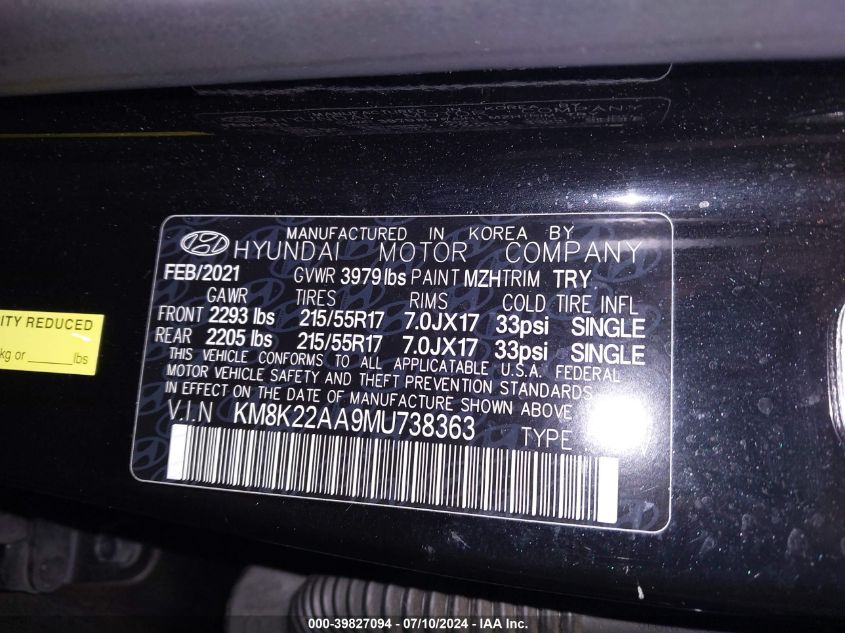 MANUFACTURED IN KOREA BY
HYUNDAI MOTOR COMPANY
FEB/2021 GVWR 3979 lbs PAINT MZH TRIM TRY
GAWR TIRES RIMS COLD TIRE INFL
FRONT 2293 lbs 215/55R17 7.0JX17 33psi SINGLE
REAR 2205 lbs 215/55R17 7.0JX17 33psi SINGLE
THIS VEHICLE CONFORMS TO ALL APPLICATABLE U.S.A. FEDERAL
MOTOR VEHICLE SAFETY AND THEFT PREVENTION STANDARDS
IN EFFECT ON THE DATE OF MANUFACTURE SHOWN ABOVE
V.I.N KM8K22AA9MU738363 TYPE
ITY REDUCED
kg or ______lbs
000-39827094 - 07/10/2024 - IAA Inc.